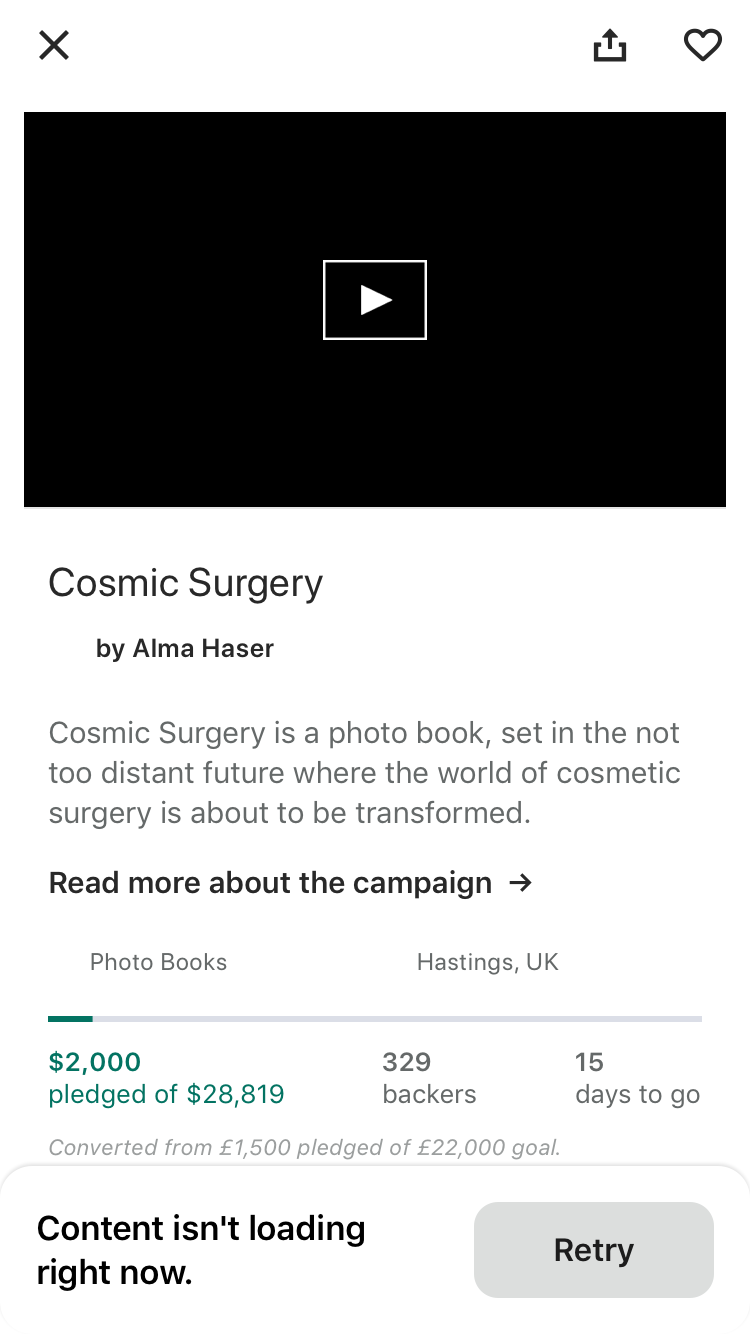 Cosmic Surgery
by Alma Haser
Cosmic Surgery is a photo book, set in the not
too distant future where the world of cosmetic
surgery is about to be transformed.
Read more about the campaign →
Photo Books
Hastings, UK
$2,000
pledged of $28,819
329
backers
15
days to go
Converted from £1,500 pledged of £22,000 goal.
Content isn't loading
right now.
Retry